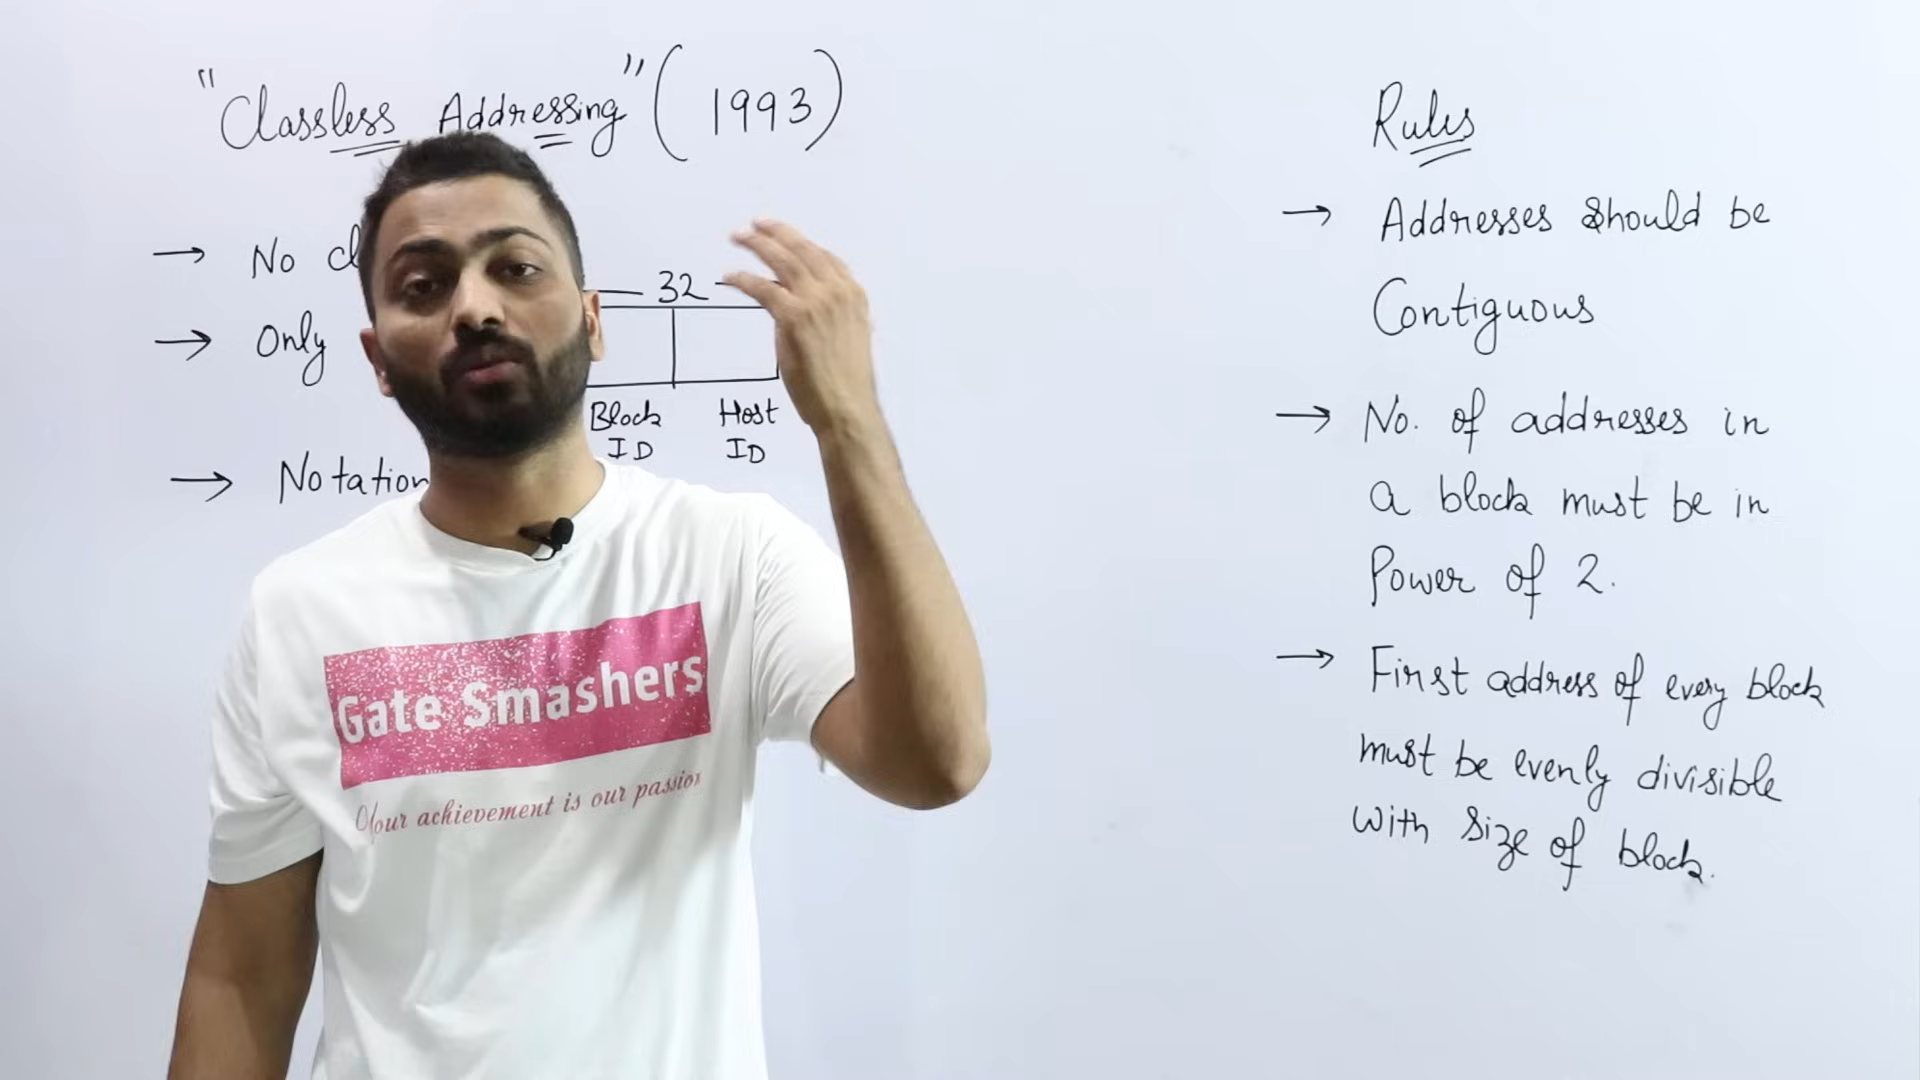 "Classless Addressing" (1993)
→ No cl
→ Only
32
Block ID
Host ID
→ Notation
Gate Smashers
Your achievement is our passion
Rules
→ Addresses should be
Contiguous
→ No. of addresses in
a block must be in
Power of 2.
→ First address of every block
must be evenly divisible
with size of block.